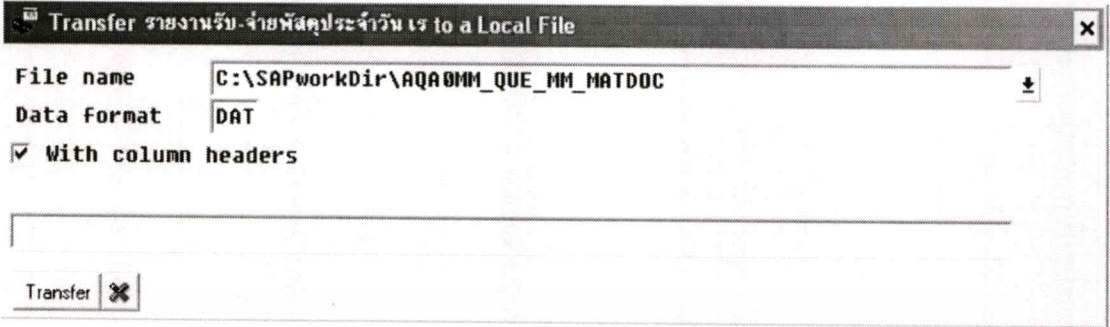 Transfer รายงานรับ-จ่ายพัสดุประจำวัน เร to a Local File
File name C:\SAPworkDir\AQA0MM_QUE_MM_MATDOC
Data format DAT
With column headers
Transfer